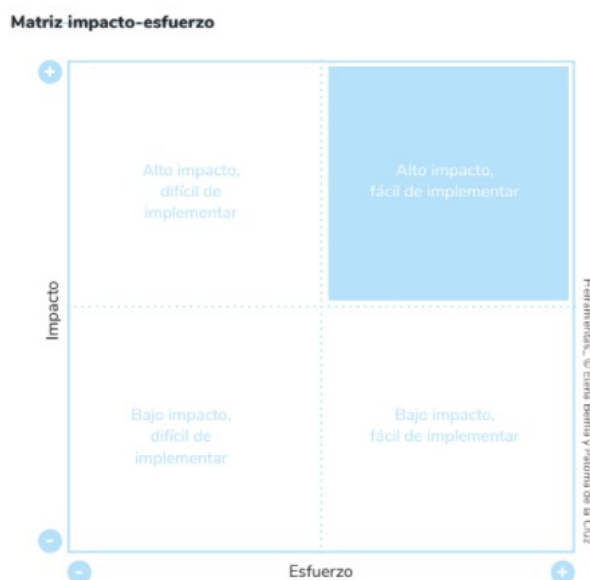 Matriz impacto-esfuerzo
+
Alto impacto,
difícil de
implementar
Alto impacto,
fácil de implementar
Impacto
Bajo impacto,
difícil de
implementar
Bajo impacto,
fácil de implementar
-
-
Esfuerzo
+
Herramientas_ © Elena Bernia y Paloma de la Cruz